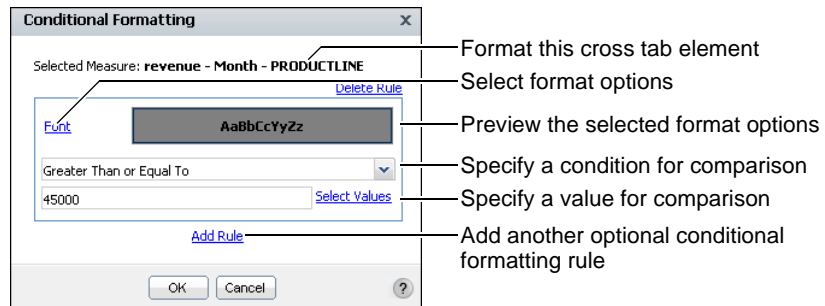 Conditional Formatting x
Selected Measure: revenue - Month - PRODUCTLINE
Delete Rule
Font
AaBbCcYyZz
Greater Than or Equal To
45000
Select Values
Add Rule
OK
Cancel
?
Format this cross tab element
Select format options
Preview the selected format options
Specify a condition for comparison
Specify a value for comparison
Add another optional conditional
formatting rule